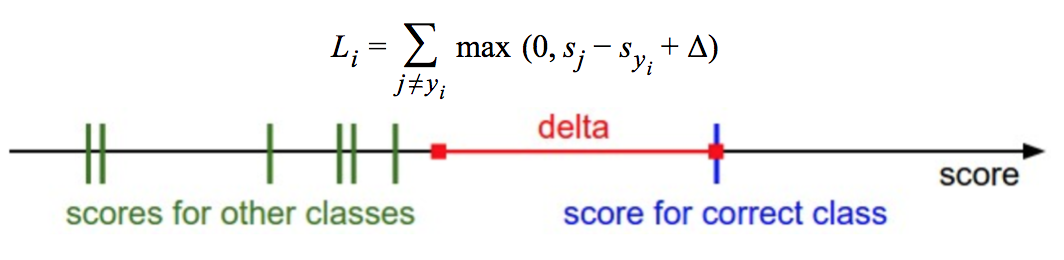 L_i = ∑_{j≠y_i} max (0, s_j − s_{y_i} + Δ)
delta
score
scores for other classes
score for correct class